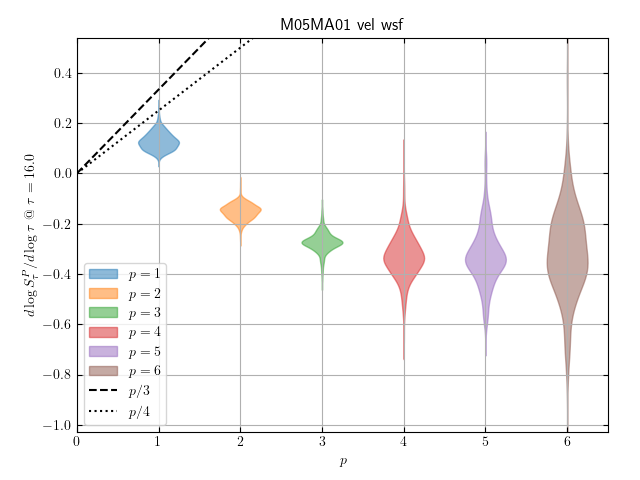 M05MA01 vel wsf
d log S_τ^P / d log τ @ τ = 16.0
0.4
0.2
0.0
−0.2
−0.4
−0.6
−0.8
−1.0
p = 1
p = 2
p = 3
p = 4
p = 5
p = 6
p/3
p/4
0 1 2 3 4 5 6
p